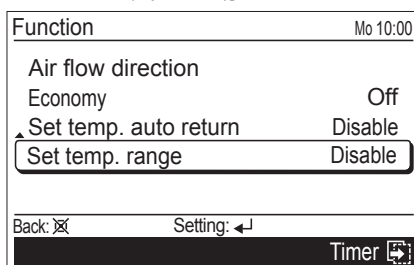 Function Mo 10:00
Air flow direction
Economy Off
Set temp. auto return Disable
Set temp. range Disable
Back: Setting:
Timer